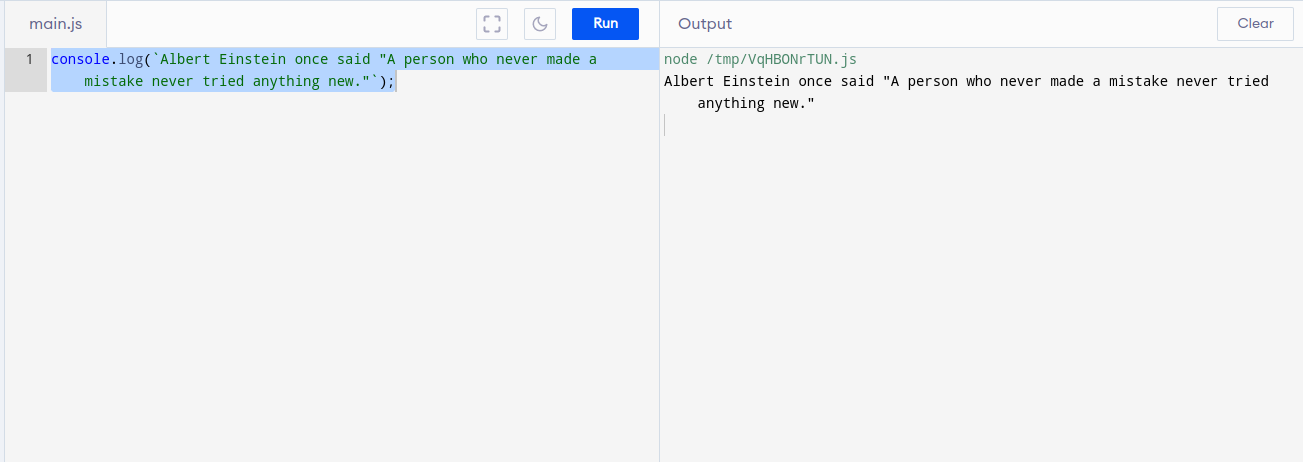 main.js
Run
Output
Clear
1
console.log(`Albert Einstein once said "A person who never made a
mistake never tried anything new."`);
node /tmp/VqHBONrTUN.js
Albert Einstein once said "A person who never made a mistake never tried
anything new."